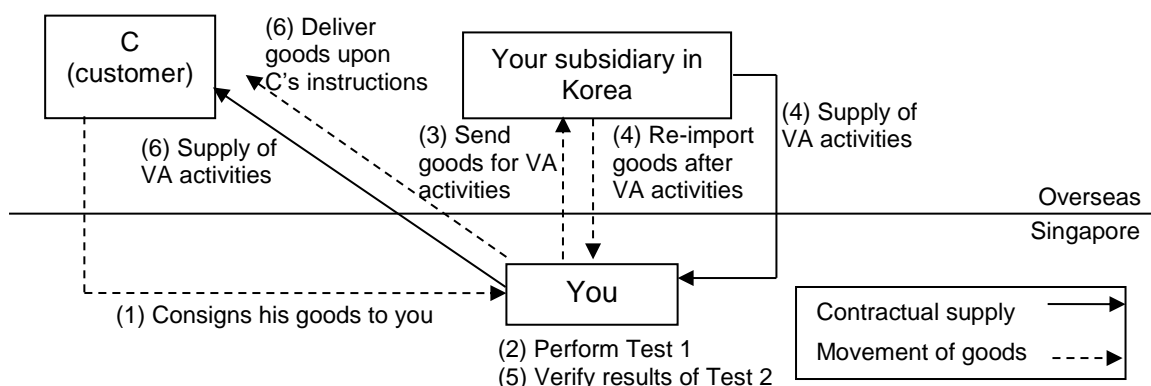 C
(customer)
(6) Deliver
goods upon
C's instructions
Your subsidiary in
Korea
(4) Supply of
VA activities
(6) Supply of
VA activities
(3) Send
goods for VA
activities
(4) Re-import
goods after
VA activities
Overseas
Singapore
You
(1) Consigns his goods to you
(2) Perform Test 1
(5) Verify results of Test 2
Contractual supply
Movement of goods